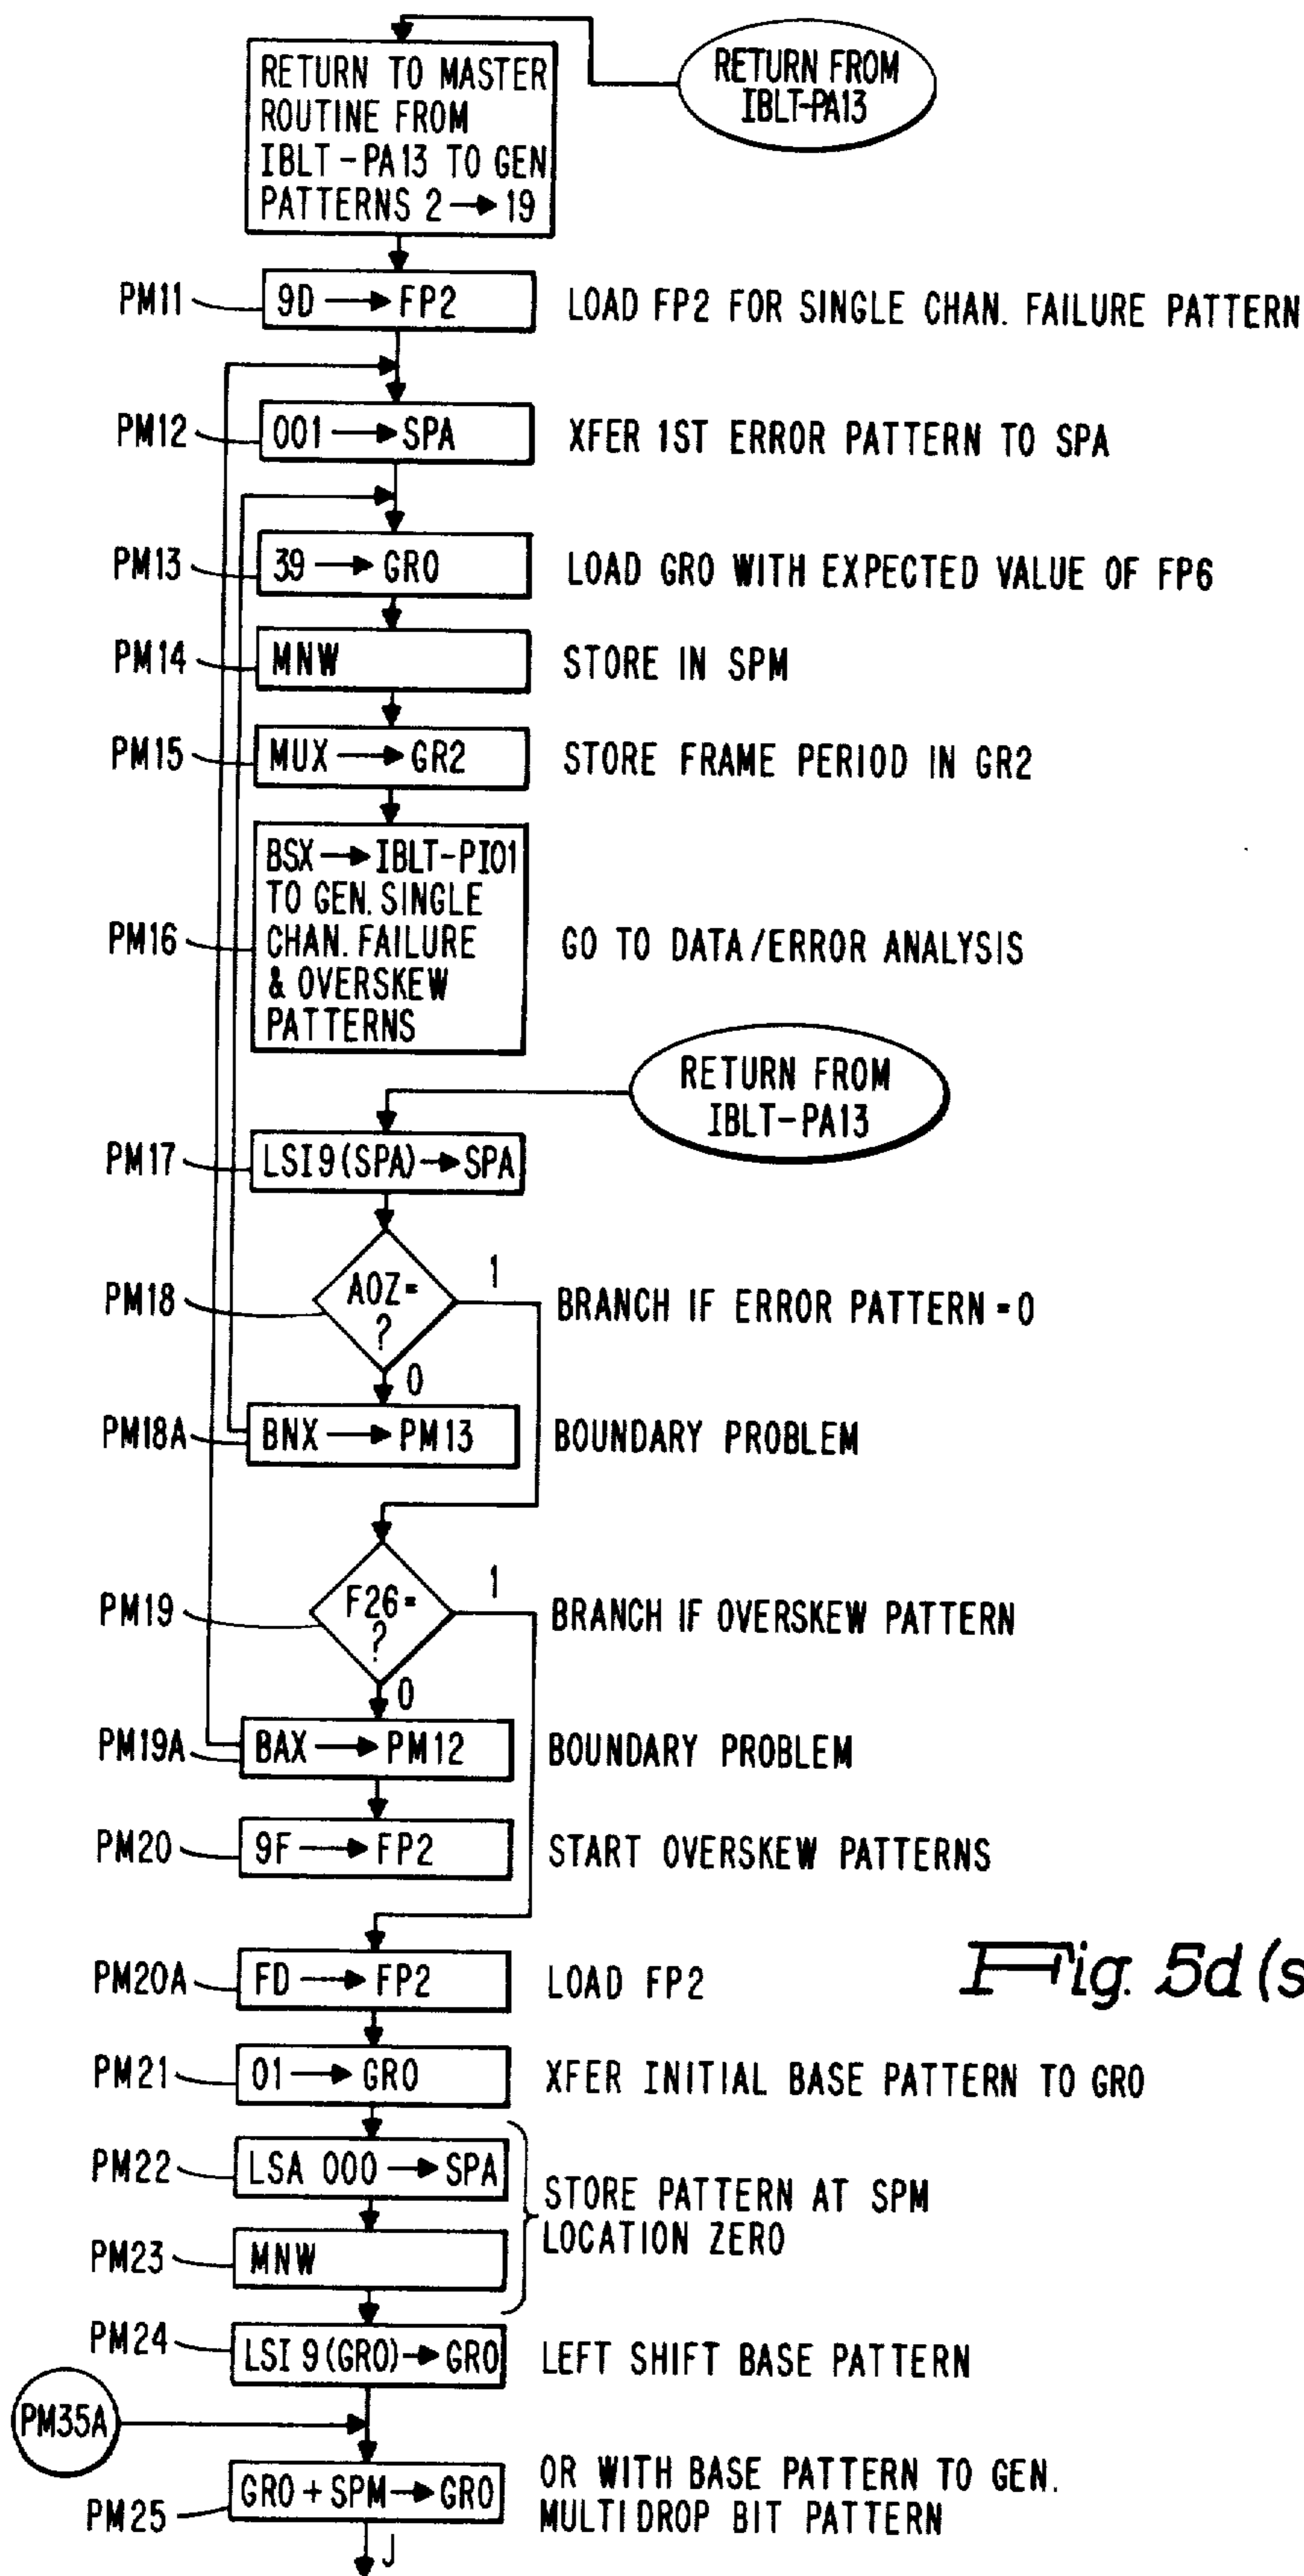 RETURN TO MASTER
ROUTINE FROM
IBLT-PA13 TO GEN
PATTERNS 2 → 19
RETURN FROM
IBLT-PA13
PM11 9D → FP2 LOAD FP2 FOR SINGLE CHAN. FAILURE PATTERN
PM12 001 → SPA XFER 1ST ERROR PATTERN TO SPA
PM13 39 → GR0 LOAD GR0 WITH EXPECTED VALUE OF FP6
PM14 MNW STORE IN SPM
PM15 MUX → GR2 STORE FRAME PERIOD IN GR2
BSX → IBLT-PI01
TO GEN. SINGLE
CHAN. FAILURE
& OVERSKEW
PATTERNS
PM16 GO TO DATA/ERROR ANALYSIS
RETURN FROM
IBLT-PA13
PM17 LSI9(SPA) → SPA
PM18 A0Z=
? 1 BRANCH IF ERROR PATTERN = 0
0
PM18A BNX → PM13 BOUNDARY PROBLEM
PM19 F26=
? 1 BRANCH IF OVERSKEW PATTERN
0
PM19A BAX → PM12 BOUNDARY PROBLEM
PM20 9F → FP2 START OVERSKEW PATTERNS
PM20A FD → FP2 LOAD FP2
Fig. 5d (s
PM21 01 → GR0 XFER INITIAL BASE PATTERN TO GR0
PM22 LSA 000 → SPA
STORE PATTERN AT SPM
LOCATION ZERO
PM23 MNW
PM24 LSI 9(GR0) → GR0 LEFT SHIFT BASE PATTERN
PM35A
PM25 GR0 + SPM → GR0 OR WITH BASE PATTERN TO GEN.
MULTIDROP BIT PATTERN
J